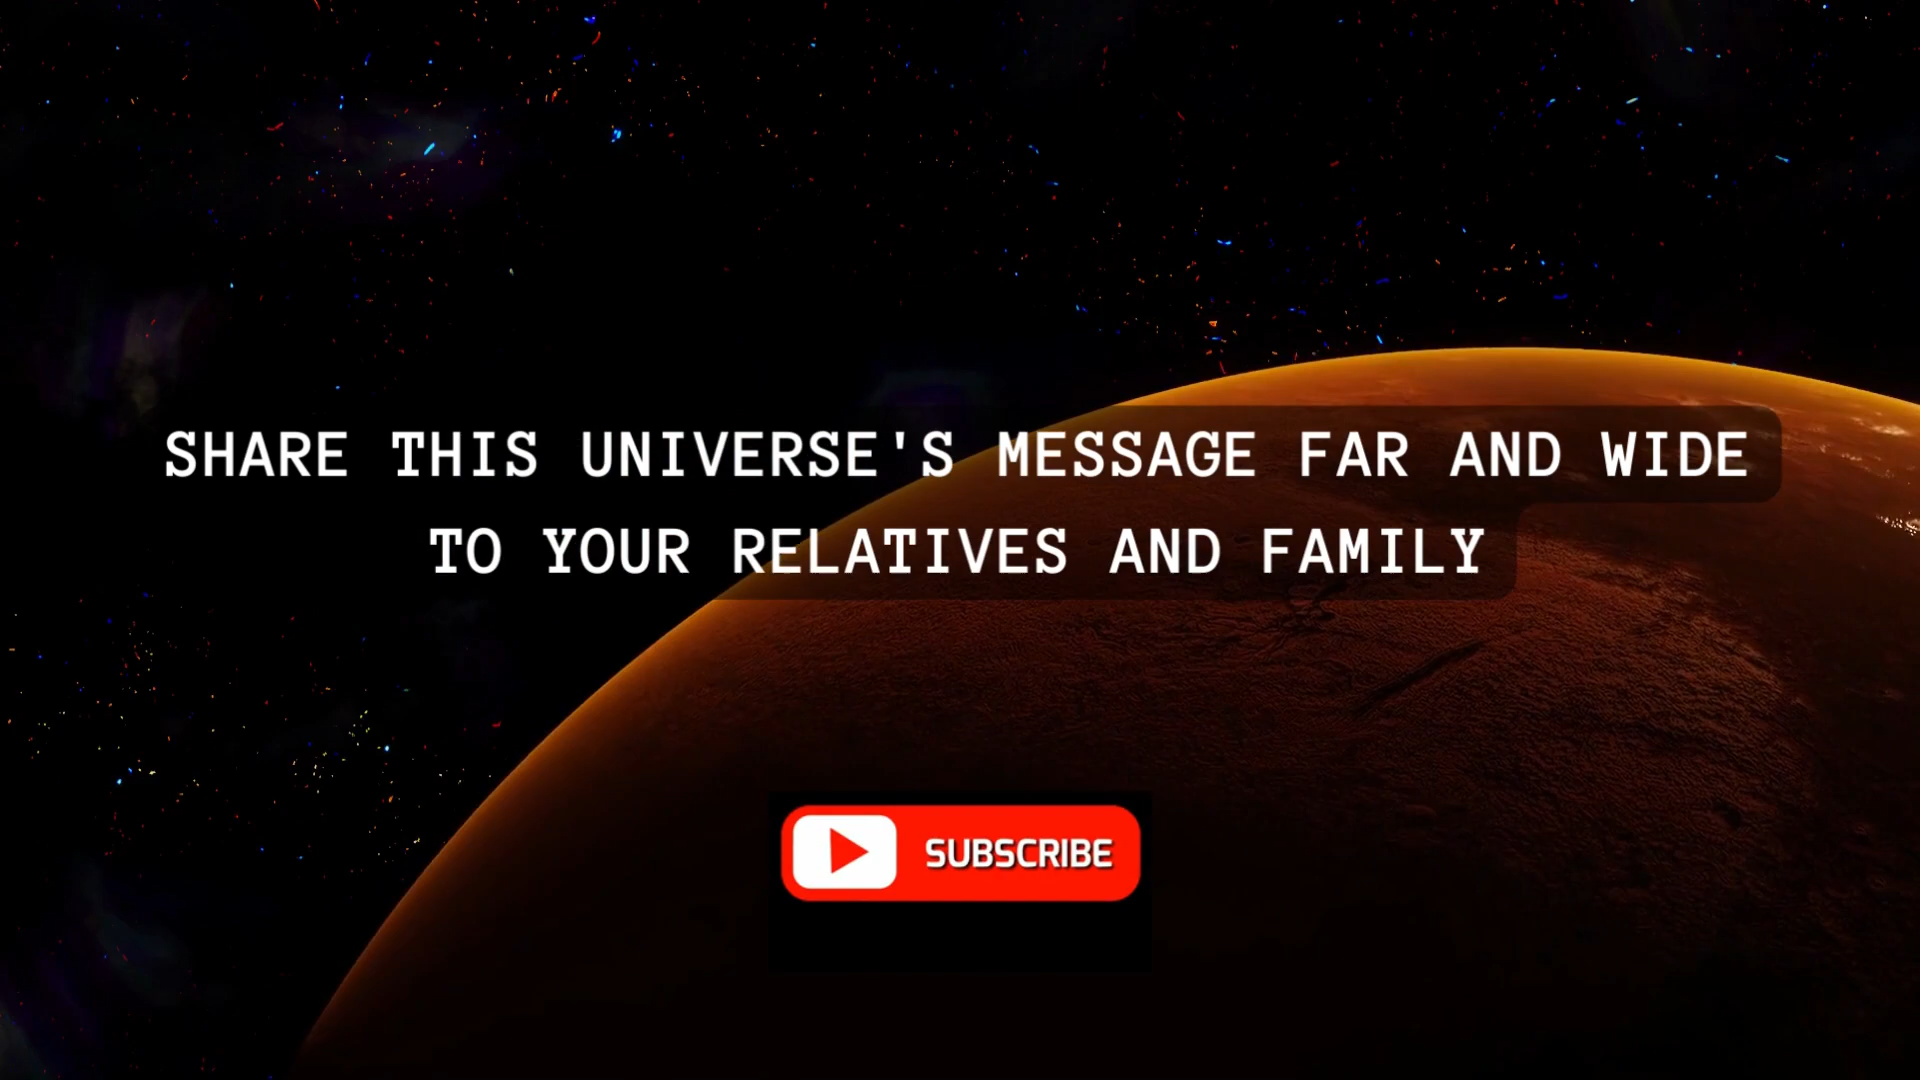 SHARE THIS UNIVERSE'S MESSAGE FAR AND WIDE
TO YOUR RELATIVES AND FAMILY
SUBSCRIBE